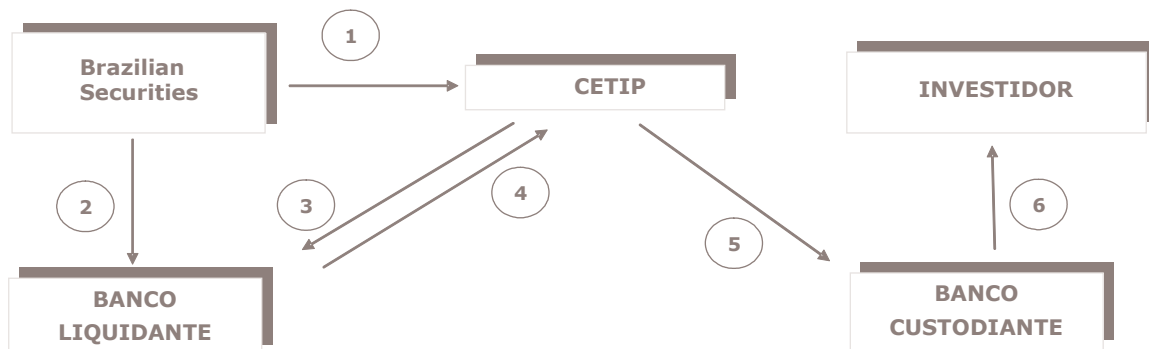 1
Brazilian
Securities
CETIP
INVESTIDOR
2
3
4
5
6
BANCO
LIQUIDANTE
BANCO
CUSTODIANTE